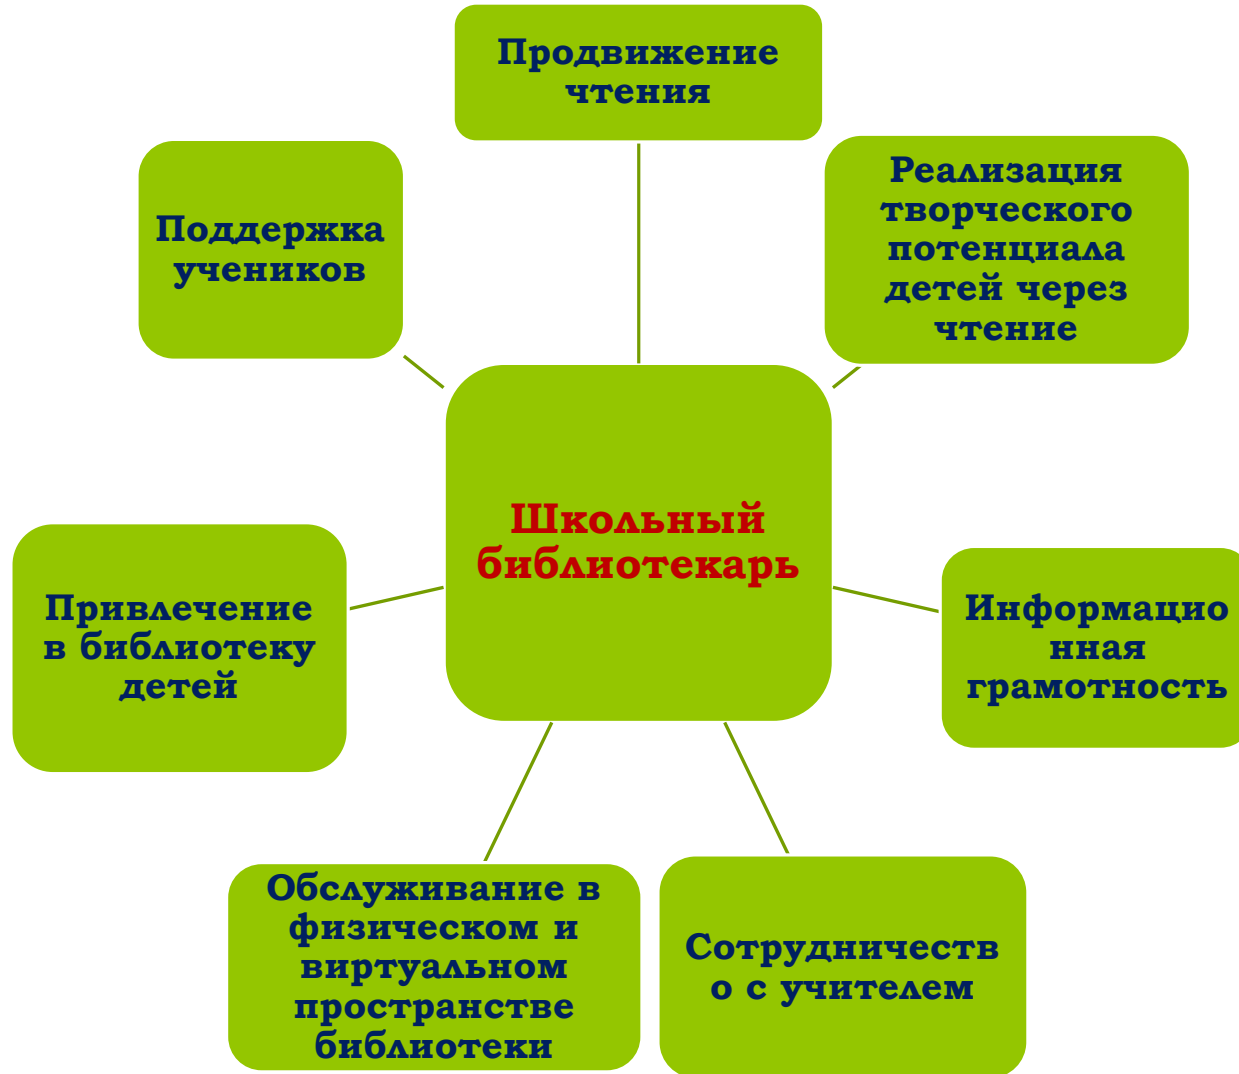 Продвижение
чтения
Реализация
творческого
потенциала
детей через
чтение
Поддержка
учеников
Школьный
библиотекарь
Привлечение
в библиотеку
детей
Информацио
нная
грамотность
Обслуживание в
физическом и
виртуальном
пространстве
библиотеки
Сотрудничеств
о с учителем